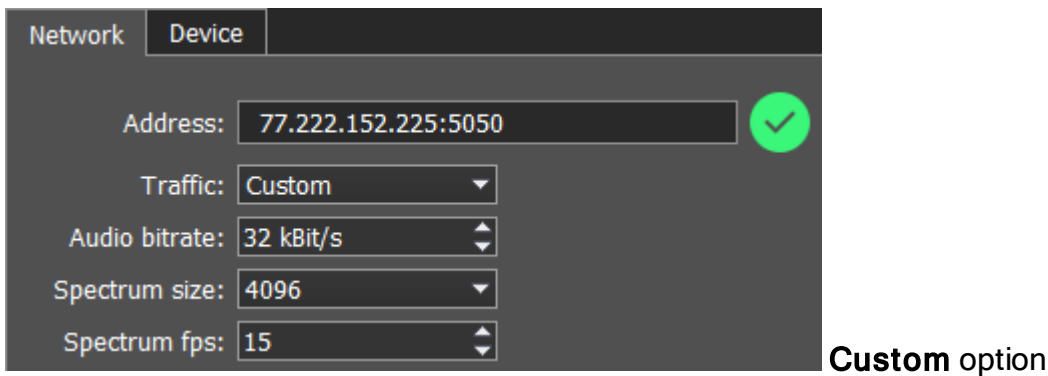 Network Device
Address: 77.222.152.225:5050
Traffic: Custom
Audio bitrate: 32 kBit/s
Spectrum size: 4096
Spectrum fps: 15
Custom option